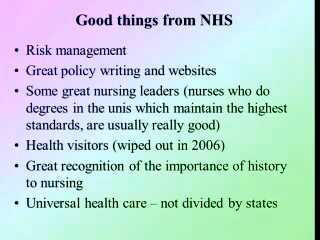 Good things from NHS
• Risk management
• Great policy writing and websites
• Some great nursing leaders (nurses who do
degrees in the unis which maintain the highest
standards, are usually really good)
• Health visitors (wiped out in 2006)
• Great recognition of the importance of history
to nursing
• Universal health care – not divided by states